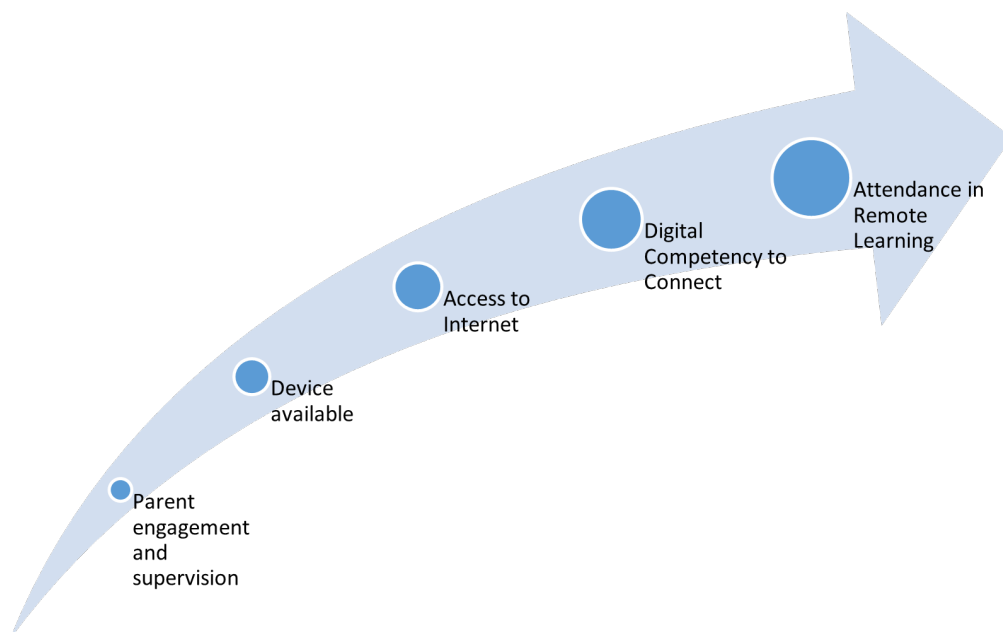 Parent
engagement
and
supervision
Device
available
Access to
Internet
Digital
Competency to
Connect
Attendance in
Remote
Learning